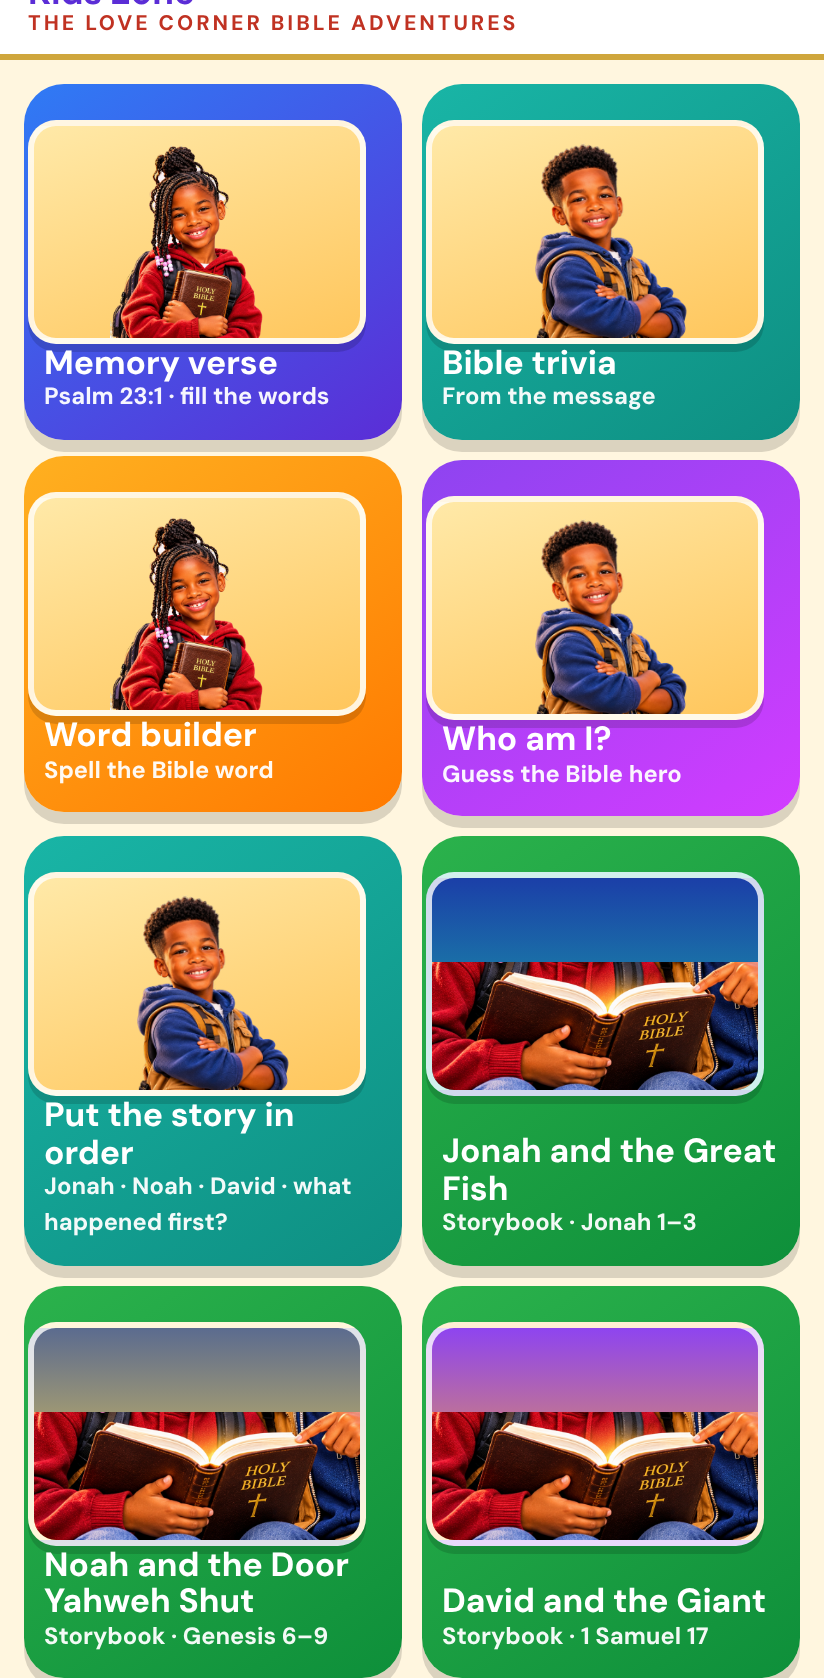 Kids Zone
THE LOVE CORNER BIBLE ADVENTURES
HOLY
BIBLE
Memory verse
Psalm 23:1 · fill the words
Bible trivia
From the message
HOLY
BIBLE
Word builder
Spell the Bible word
Who am I?
Guess the Bible hero
Put the story in
order
Jonah · Noah · David · what
happened first?
HOLY
BIBLE
Jonah and the Great
Fish
Storybook · Jonah 1–3
HOLY
BIBLE
Noah and the Door
Yahweh Shut
Storybook · Genesis 6–9
HOLY
BIBLE
David and the Giant
Storybook · 1 Samuel 17